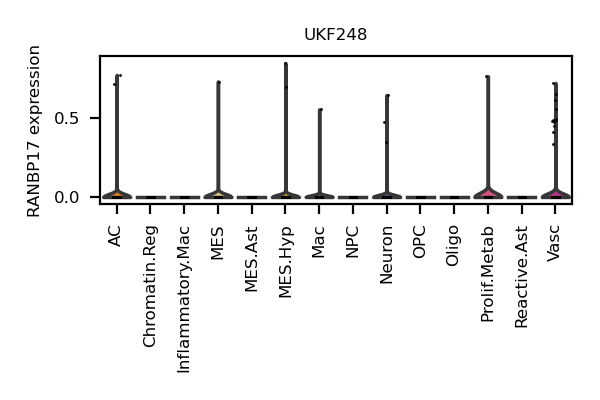 UKF248
RANBP17 expression
0.5
0.0
AC
Chromatin.Reg
Inflammatory.Mac
MES
MES.Ast
MES.Hyp
Mac
NPC
Neuron
OPC
Oligo
Prolif.Metab
Reactive.Ast
Vasc